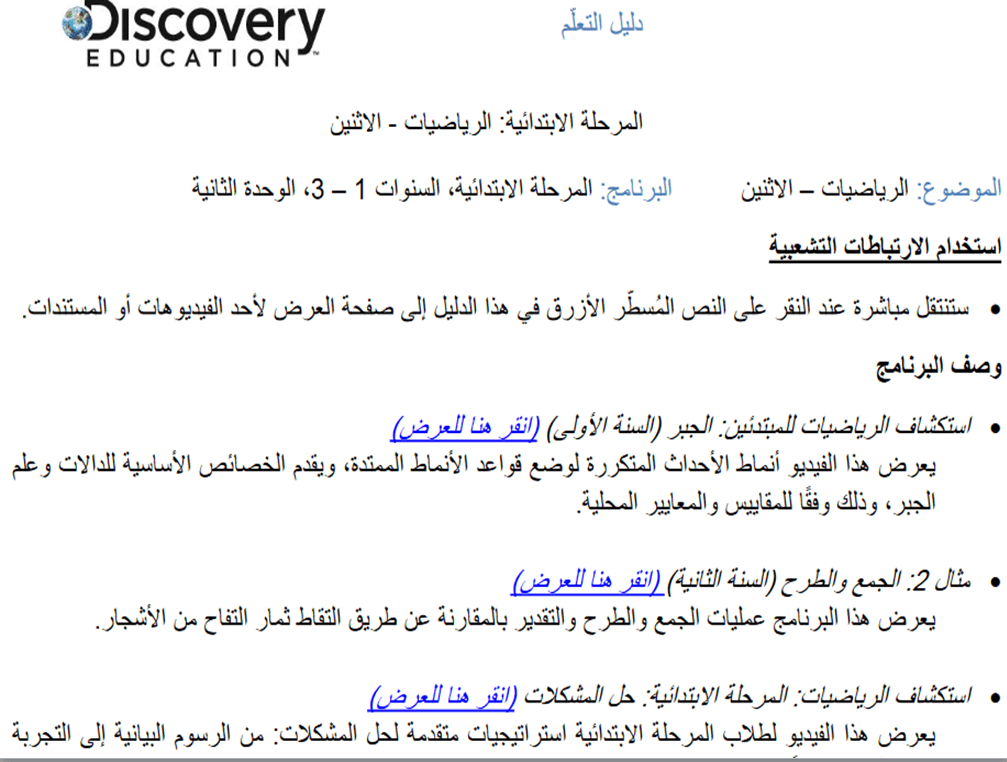 DISCOVERY
EDUCATION™
دليل التعلّم
المرحلة الابتدائية: الرياضيات - الاثنين
الموضوع: الرياضيات – الاثنين البرنامج: المرحلة الابتدائية، السنوات 1 – 3، الوحدة الثانية
استخدام الارتباطات التشعبية
• ستنتقل مباشرة عند النقر على النص المُسطَّر الأزرق في هذا الدليل إلى صفحة العرض لأحد الفيديوهات أو المستندات.
وصف البرنامج
• استكشاف الرياضيات للمبتدئين: الجبر (السنة الأولى) (انقر هنا للعرض)
يعرض هذا الفيديو أنماط الأحداث المتكررة لوضع قواعد الأنماط الممتدة، ويقدم الخصائص الأساسية للدالات وعلم
الجبر، وذلك وفقًا للمقاييس والمعايير المحلية.
• مثال 2: الجمع والطرح (السنة الثانية) (انقر هنا للعرض)
يعرض هذا البرنامج عمليات الجمع والطرح والتقدير بالمقارنة عن طريق التقاط ثمار التفاح من الأشجار.
• استكشاف الرياضيات: المرحلة الابتدائية: حل المشكلات (انقر هنا للعرض)
يعرض هذا الفيديو لطلاب المرحلة الابتدائية استراتيجيات متقدمة لحل المشكلات: من الرسوم البيانية إلى التجربة